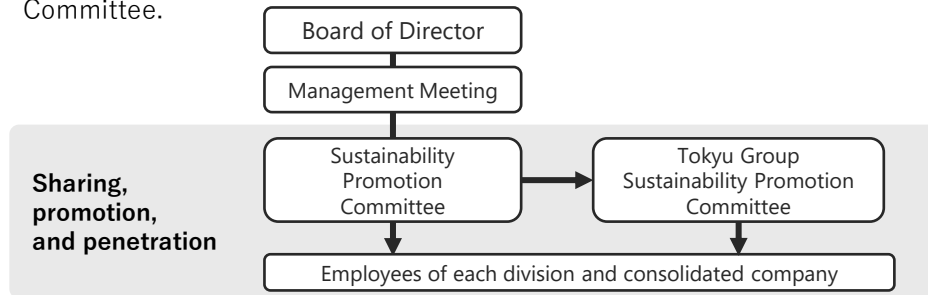 Committee.
Board of Director
Management Meeting
Sharing,
promotion,
and penetration
Sustainability
Promotion
Committee
Tokyu Group
Sustainability Promotion
Committee
Employees of each division and consolidated company